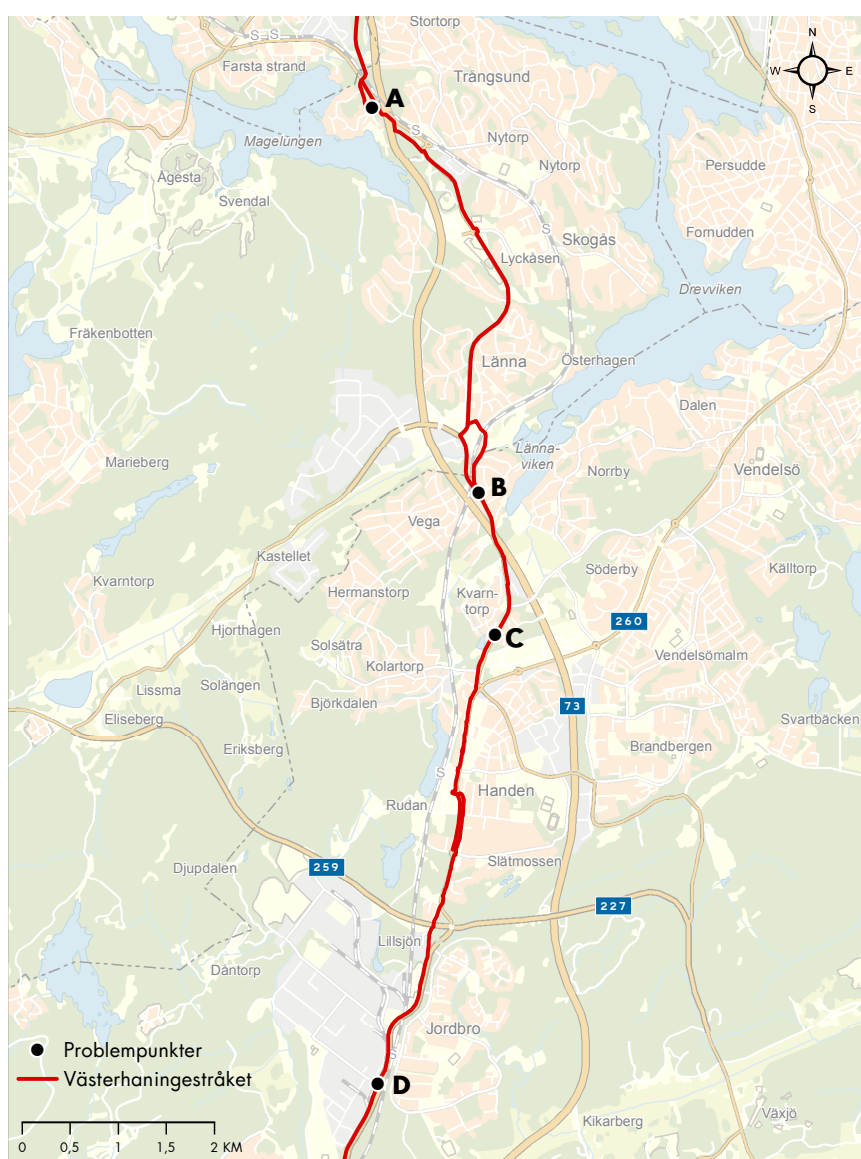 Stortorp
N
W
E
S
S S
S
Farsta strand
Trångsund
A
S
Magelungen
Nytorp
Nytorp
Ågesta
Persudde
Svendal
S
Skogås
Fornudden
Lyckåsen
Drevviken
Fräkenbotten
Länna
Österhagen
Dalen
Länna-
viken
Marieberg
Norrby
Vendelsö
B
Vega
Kastellet
Söderby
Källtorp
Kvarntorp
Hermanstorp
Kvarn-
torp
260
Hjorthagen
Solsätra
C
Kolartorp
Vendelsömalm
Lissma
Solängen
Björkdalen
73
Eliseberg
Svartbäcken
Eriksberg
Brandbergen
S
Handen
Rudan
Slätmossen
Djupdalen
259
227
Lillsjön
Dåntorp
Jordbro
Problempunkter
S
Västerhaningestråket
D
Växjö
Kikarberg
0 0,5 1 1,5 2 KM